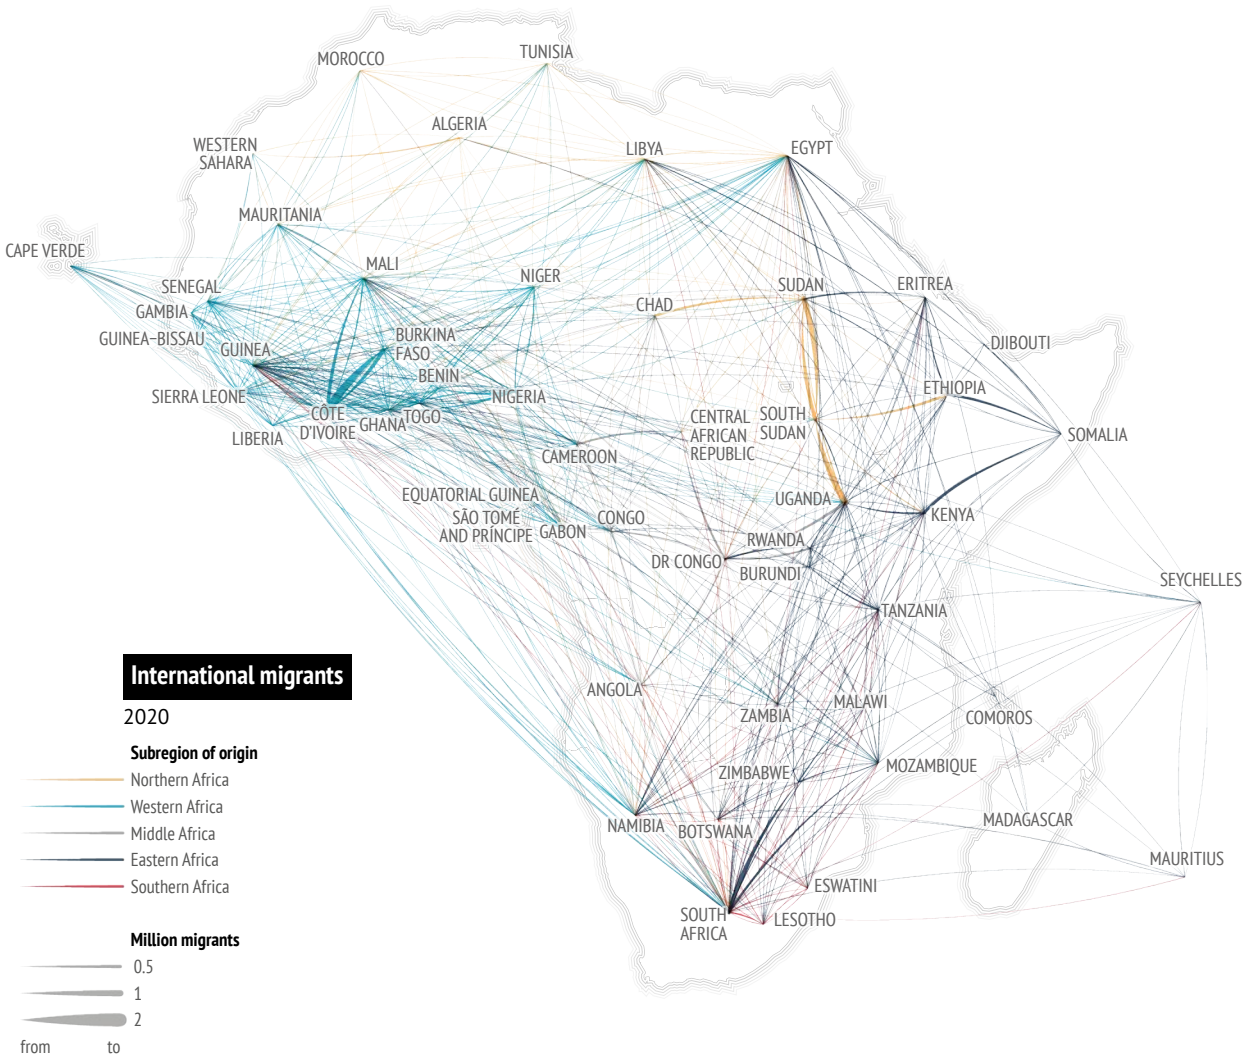 MOROCCO
TUNISIA
ALGERIA
WESTERN
SAHARA
LIBYA
EGYPT
MAURITANIA
CAPE VERDE
MALI
SENEGAL
NIGER
CHAD
SUDAN
ERITREA
GAMBIA
GUINEA–BISSAU
GUINEA
BURKINA
FASO
DJIBOUTI
BENIN
SIERRA LEONE
NIGERIA
ETHIOPIA
LIBERIA
CÔTE
D'IVOIRE
GHANA
TOGO
CENTRAL
AFRICAN
REPUBLIC
SOUTH
SUDAN
SOMALIA
CAMEROON
EQUATORIAL GUINEA
SÃO TOMÉ
AND PRÍNCIPE
GABON
CONGO
UGANDA
KENYA
RWANDA
DR CONGO
BURUNDI
SEYCHELLES
TANZANIA
ANGOLA
ZAMBIA
MALAWI
COMOROS
ZIMBABWE
MOZAMBIQUE
NAMIBIA
BOTSWANA
MADAGASCAR
MAURITIUS
ESWATINI
SOUTH
AFRICA
LESOTHO
International migrants
2020
Subregion of origin
Northern Africa
Western Africa
Middle Africa
Eastern Africa
Southern Africa
Million migrants
0.5
1
2
from to